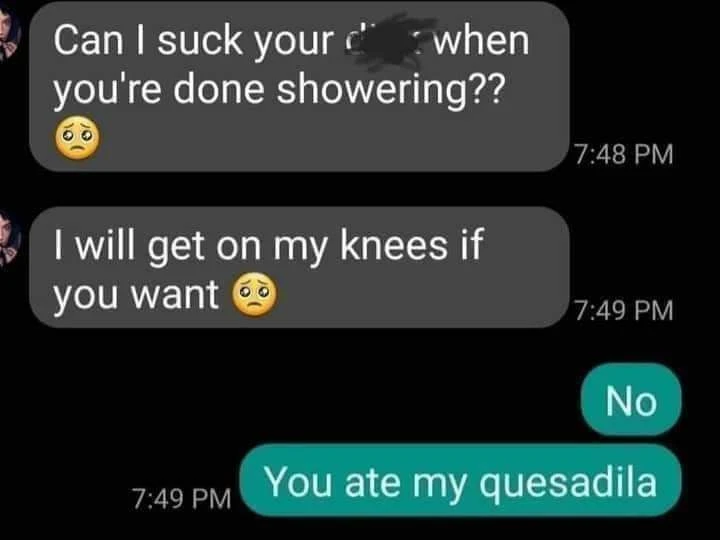 Can I suck your when
you're done showering??
🥺
7:48 PM
I will get on my knees if
you want 🥺
7:49 PM
No
You ate my quesadila
7:49 PM